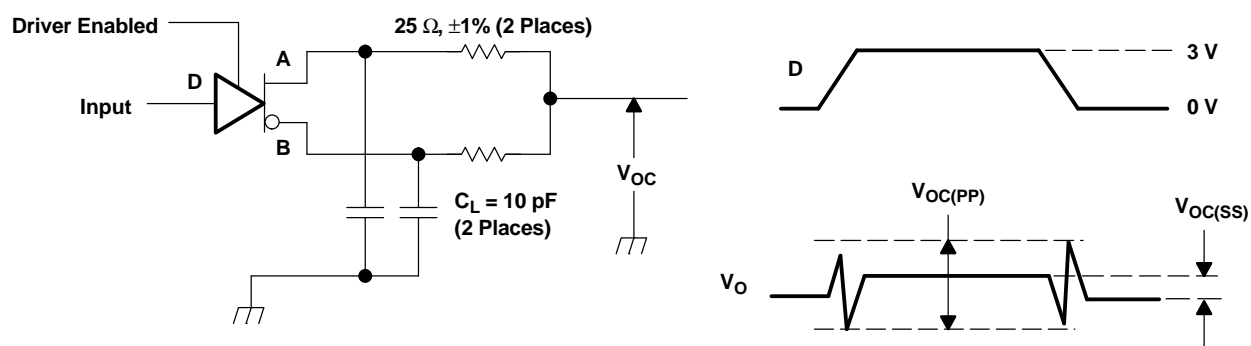 Driver Enabled
25 Ω, ±1% (2 Places)
A
D
Input
B
C_L = 10 pF
(2 Places)
V_OC
D
3 V
0 V
V_OC(PP)
V_OC(SS)
V_O